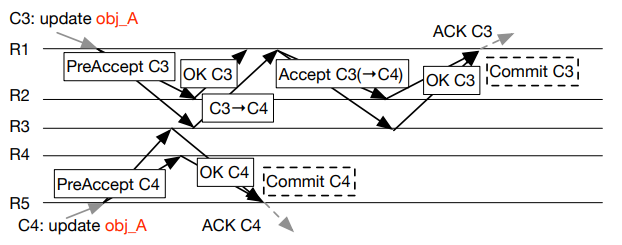 C3: update obj_A
ACK C3
R1
PreAccept C3
OK C3
Accept C3(→C4)
OK C3
Commit C3
R2
C3→C4
R3
R4
PreAccept C4
OK C4
Commit C4
R5
C4: update obj_A
ACK C4